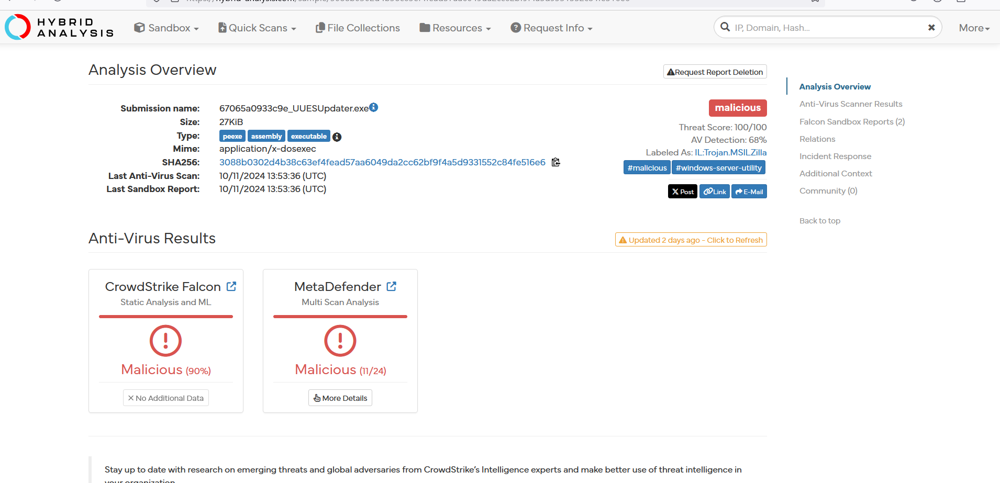 HYBRID
ANALYSIS
Sandbox
Quick Scans
File Collections
Resources
Request Info
IP, Domain, Hash...
More
Analysis Overview
Request Report Deletion
Submission name: 67065a0933c9e_UUESUpdater.exe
Size: 27KiB
Type: peexe assembly executable
Mime: application/x-dosexec
SHA256: 3088b0302d4b38c63ef4fead57aa6049da2cc62bf9f4a5d9331552c84fe516e6
Last Anti-Virus Scan: 10/11/2024 13:53:36 (UTC)
Last Sandbox Report: 10/11/2024 13:53:36 (UTC)
malicious
Threat Score: 100/100
AV Detection: 68%
Labeled As: IL:Trojan.MSILZilla
#malicious #windows-server-utility
X Post Link E-Mail
Analysis Overview
Anti-Virus Scanner Results
Falcon Sandbox Reports (2)
Relations
Incident Response
Additional Context
Community (0)
Back to top
Anti-Virus Results
Updated 2 days ago - Click to Refresh
CrowdStrike Falcon
Static Analysis and ML
Malicious (90%)
No Additional Data
MetaDefender
Multi Scan Analysis
Malicious (11/24)
More Details
Stay up to date with research on emerging threats and global adversaries from CrowdStrike's Intelligence experts and make better use of threat intelligence in
your organization